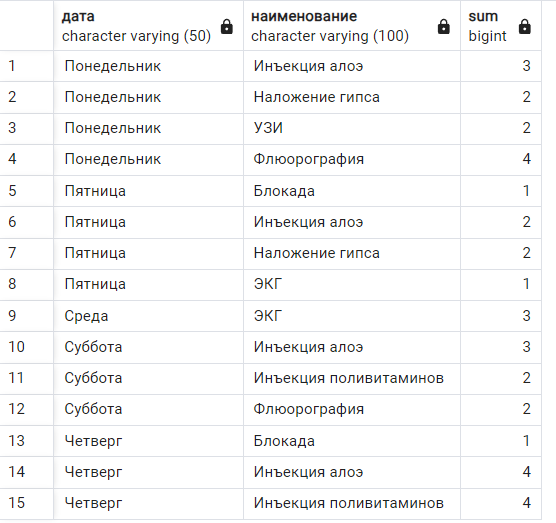 дата наименование sum
character varying (50) character varying (100) bigint
1 Понедельник Инъекция алоэ 3
2 Понедельник Наложение гипса 2
3 Понедельник УЗИ 2
4 Понедельник Флюорография 4
5 Пятница Блокада 1
6 Пятница Инъекция алоэ 2
7 Пятница Наложение гипса 2
8 Пятница ЭКГ 1
9 Среда ЭКГ 3
10 Суббота Инъекция алоэ 3
11 Суббота Инъекция поливитаминов 2
12 Суббота Флюорография 2
13 Четверг Блокада 1
14 Четверг Инъекция алоэ 4
15 Четверг Инъекция поливитаминов 4